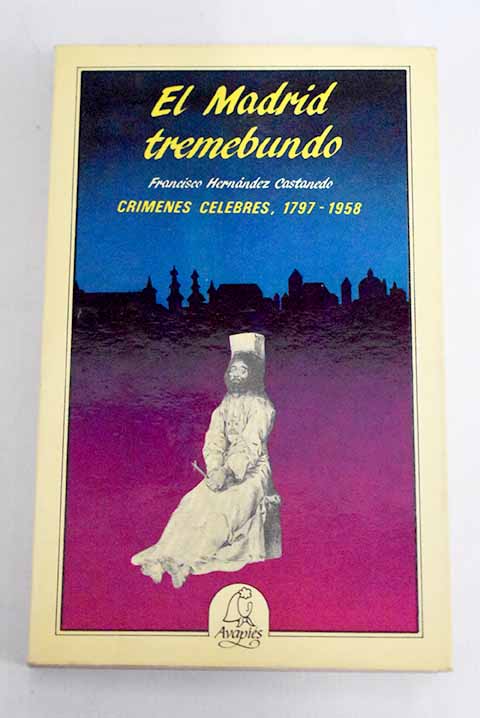 El Madrid
tremebundo
Francisco Hernández Castanedo
CRIMENES CELEBRES, 1797-1958
Avapiés